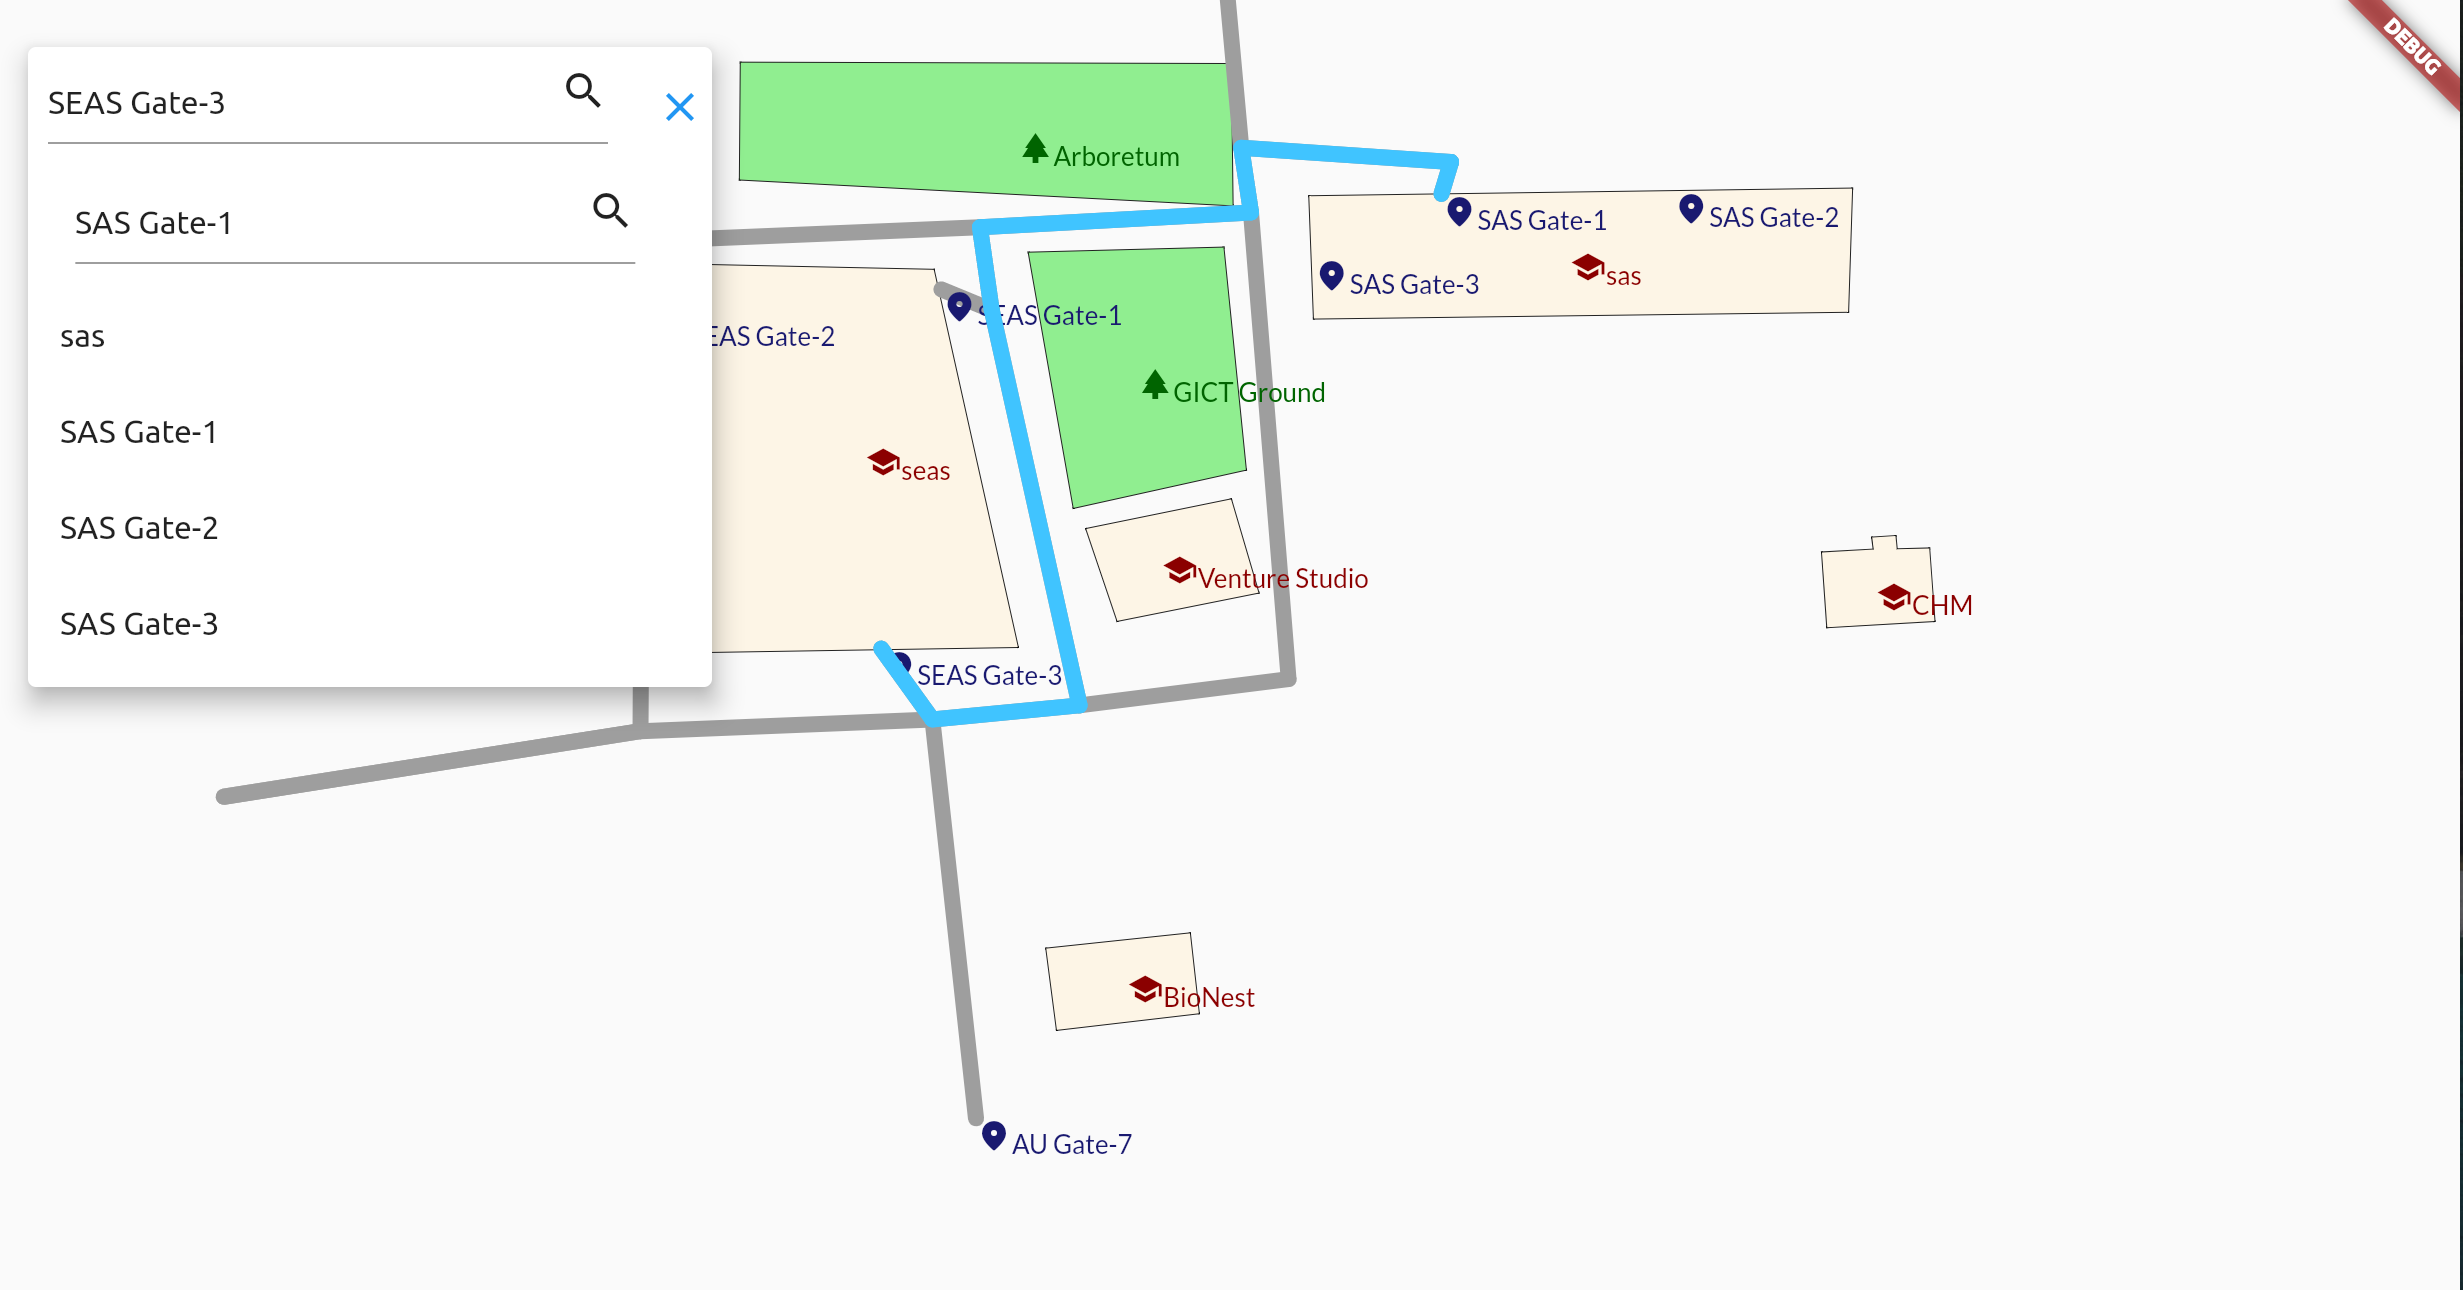 SEAS Gate-3
SAS Gate-1
sas
SAS Gate-1
SAS Gate-2
SAS Gate-3
DEBUG
Arboretum
SAS Gate-1
SAS Gate-2
SAS Gate-3
sas
SEAS Gate-1
EAS Gate-2
GICT Ground
seas
Venture Studio
CHM
SEAS Gate-3
BioNest
AU Gate-7